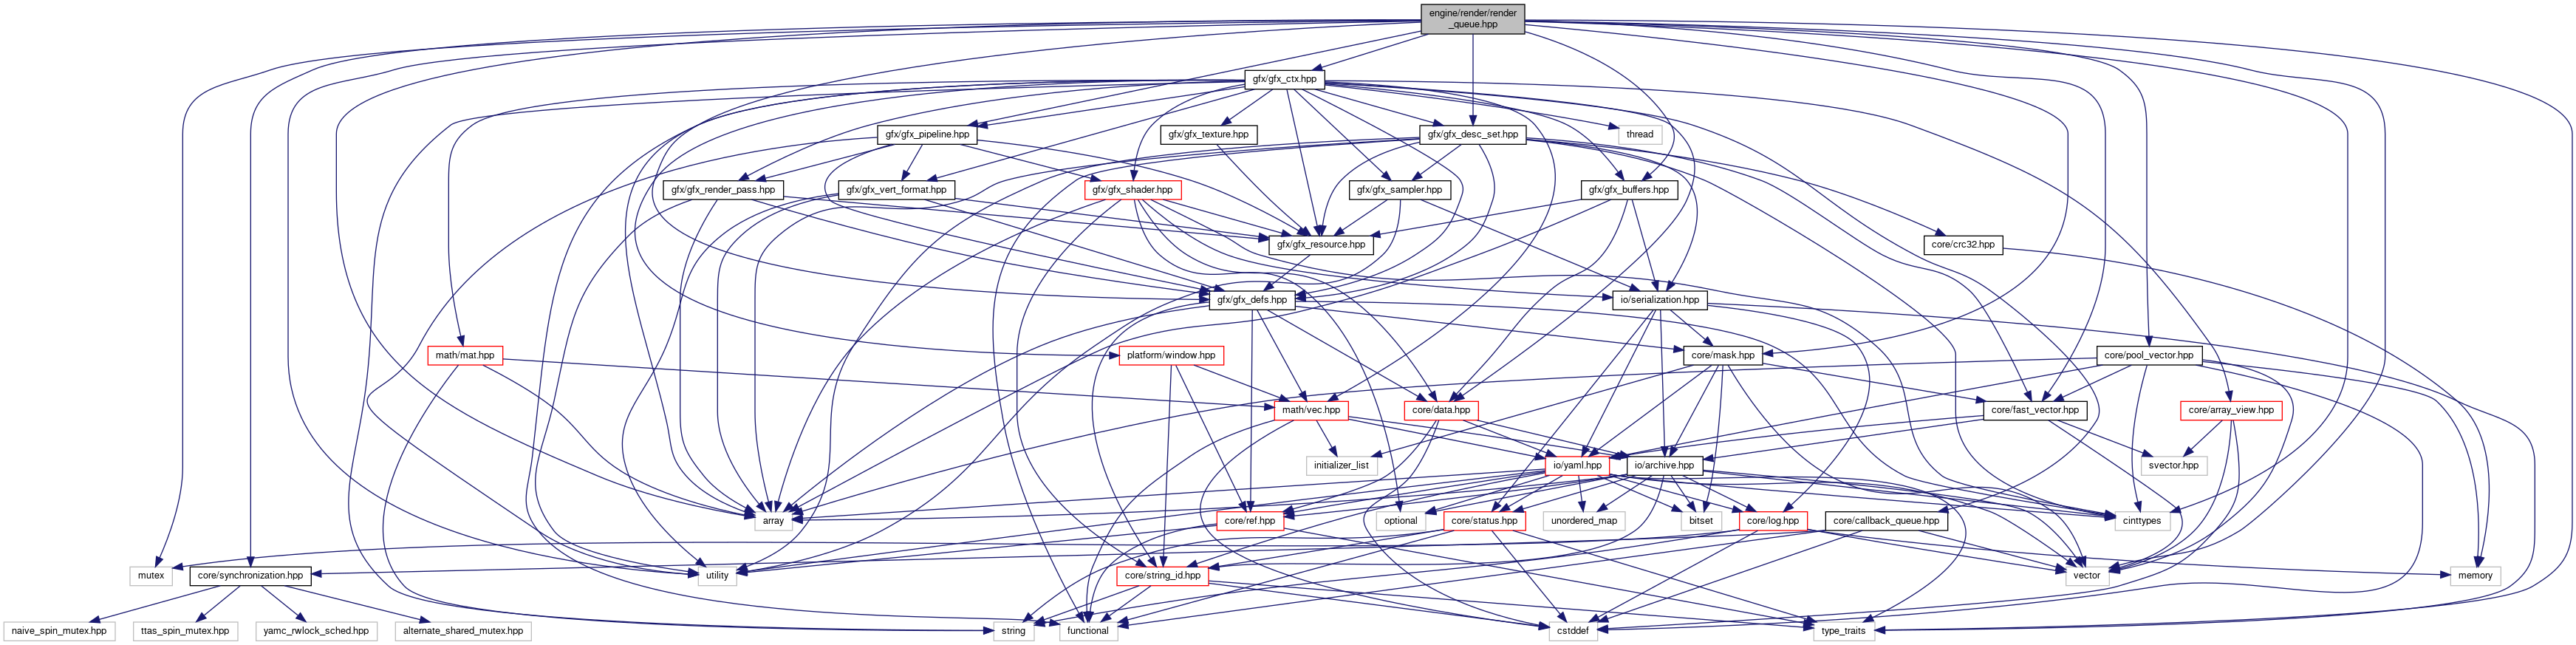 engine/render/render
_queue.hpp
gfx/gfx_ctx.hpp
gfx/gfx_pipeline.hpp
gfx/gfx_texture.hpp
gfx/gfx_desc_set.hpp
thread
gfx/gfx_render_pass.hpp
gfx/gfx_vert_format.hpp
gfx/gfx_shader.hpp
gfx/gfx_sampler.hpp
gfx/gfx_buffers.hpp
gfx/gfx_resource.hpp
core/crc32.hpp
gfx/gfx_defs.hpp
io/serialization.hpp
math/mat.hpp
platform/window.hpp
core/mask.hpp
core/pool_vector.hpp
math/vec.hpp
core/data.hpp
core/fast_vector.hpp
core/array_view.hpp
initializer_list
io/yaml.hpp
io/archive.hpp
svector.hpp
array
core/ref.hpp
optional
core/status.hpp
unordered_map
bitset
core/log.hpp
core/callback_queue.hpp
cinttypes
mutex
core/synchronization.hpp
utility
core/string_id.hpp
vector
memory
naive_spin_mutex.hpp
ttas_spin_mutex.hpp
yamc_rwlock_sched.hpp
alternate_shared_mutex.hpp
string
functional
cstddef
type_traits